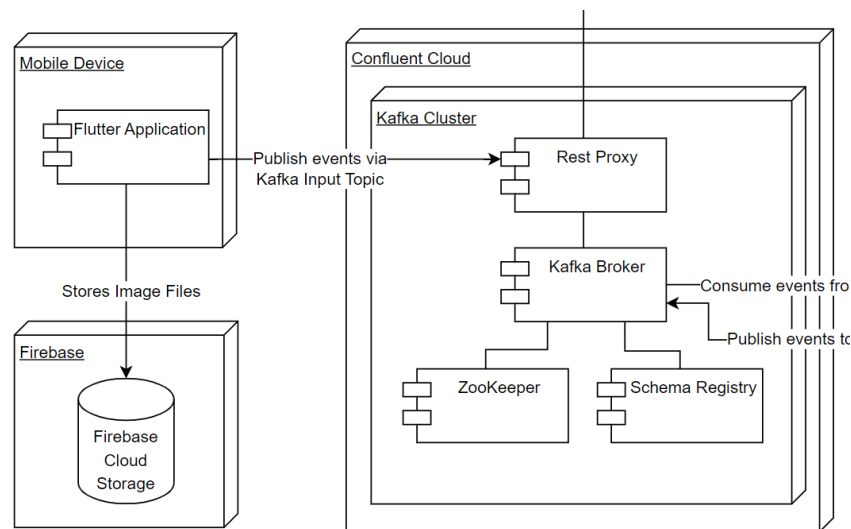 Mobile Device
Flutter Application
Stores Image Files
Firebase
Firebase
Cloud
Storage
Publish events via
Kafka Input Topic
Confluent Cloud
Kafka Cluster
Rest Proxy
Kafka Broker
Consume events fro
Publish events to
ZooKeeper
Schema Registry